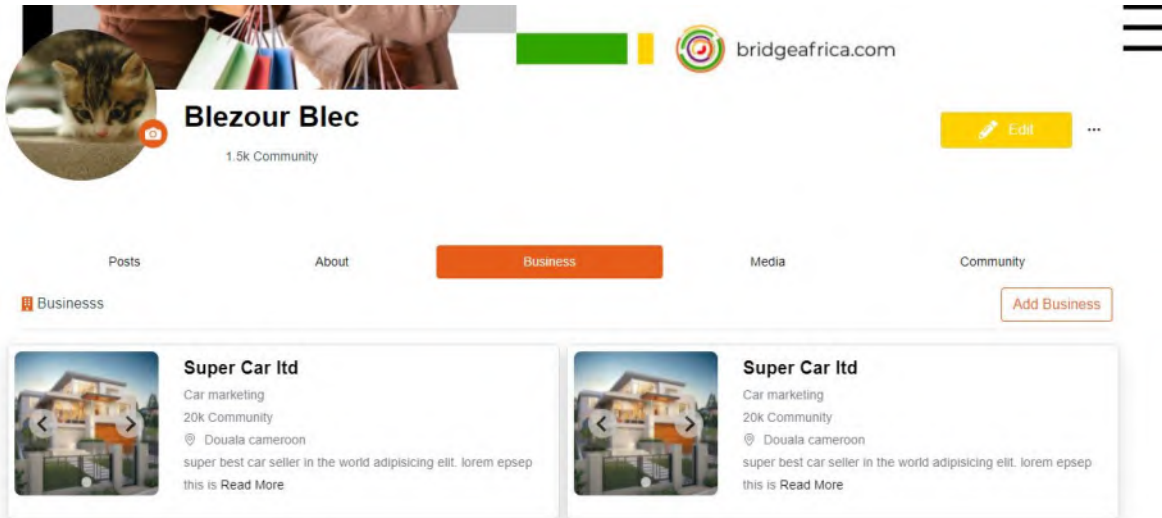 bridgeafrica.com
Blezour Blec
1.5k Community
Edit
Posts
About
Business
Media
Community
Businesss
Add Business
Super Car ltd
Car marketing
20k Community
Douala cameroon
super best car seller in the world adipisicing elit. lorem epsep
this is Read More
Super Car ltd
Car marketing
20k Community
Douala cameroon
super best car seller in the world adipisicing elit. lorem epsep
this is Read More